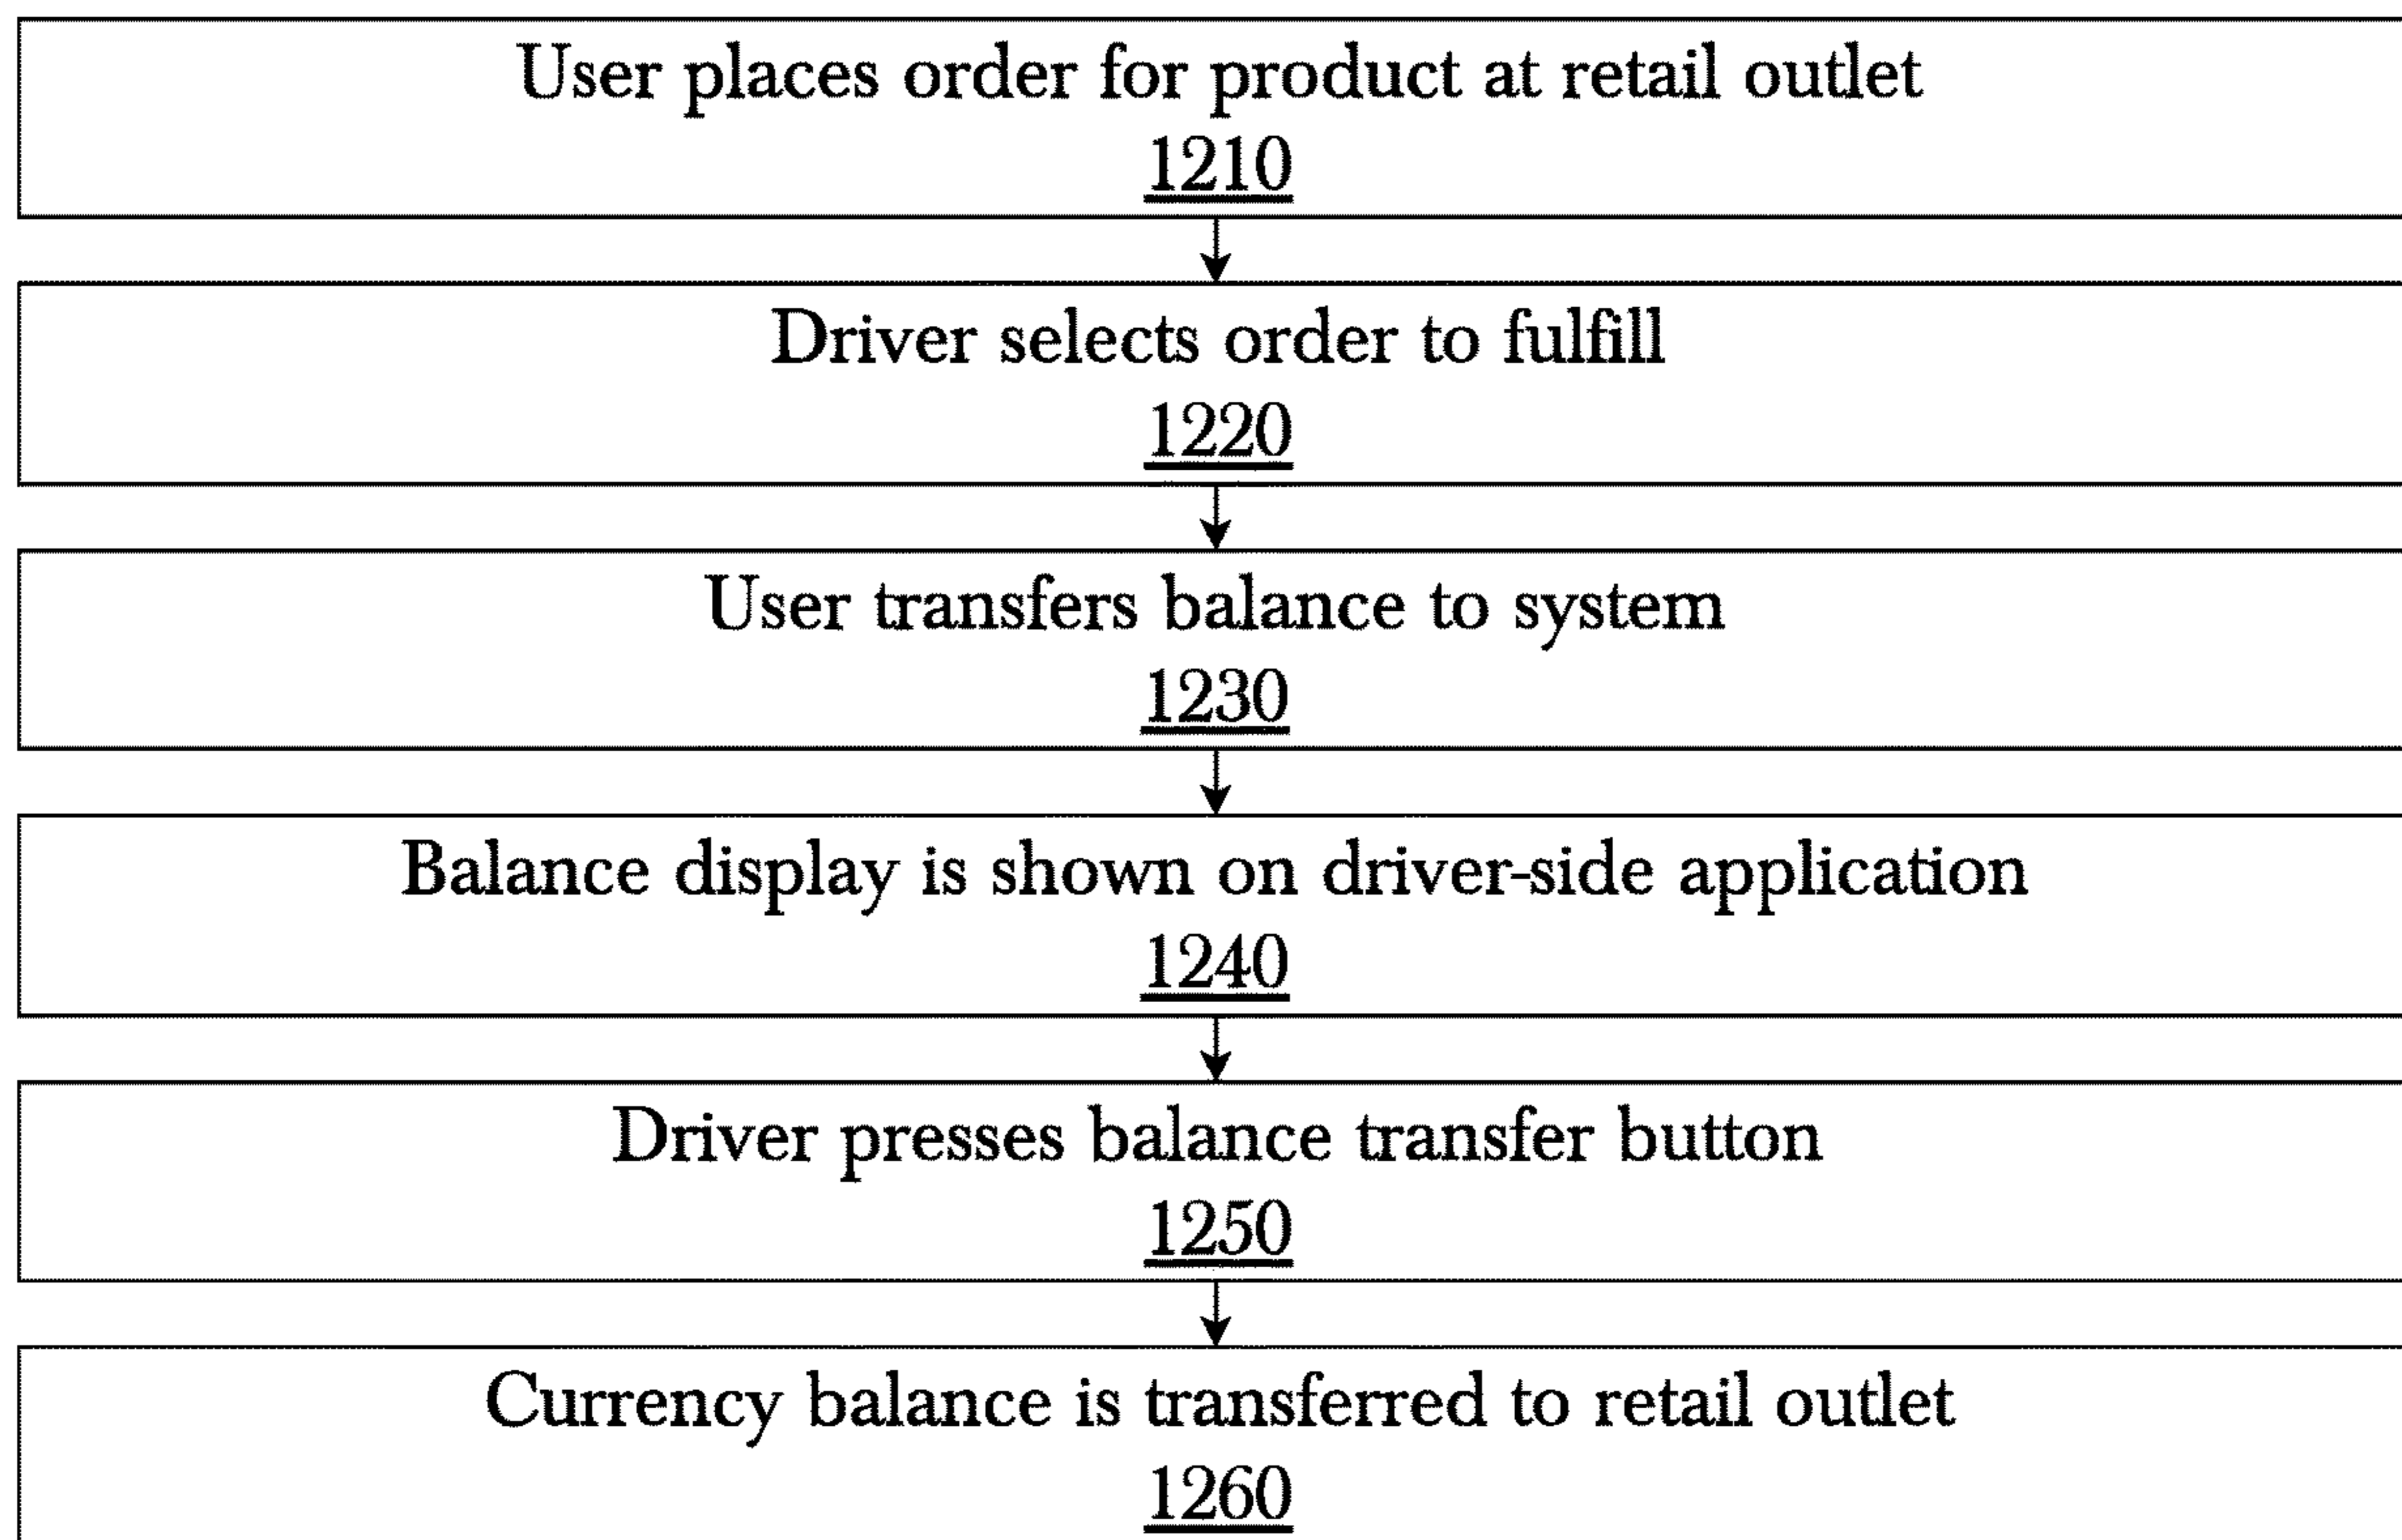 User places order for product at retail outlet
1210
Driver selects order to fulfill
1220
User transfers balance to system
1230
Balance display is shown on driver-side application
1240
Driver presses balance transfer button
1250
Currency balance is transferred to retail outlet
1260